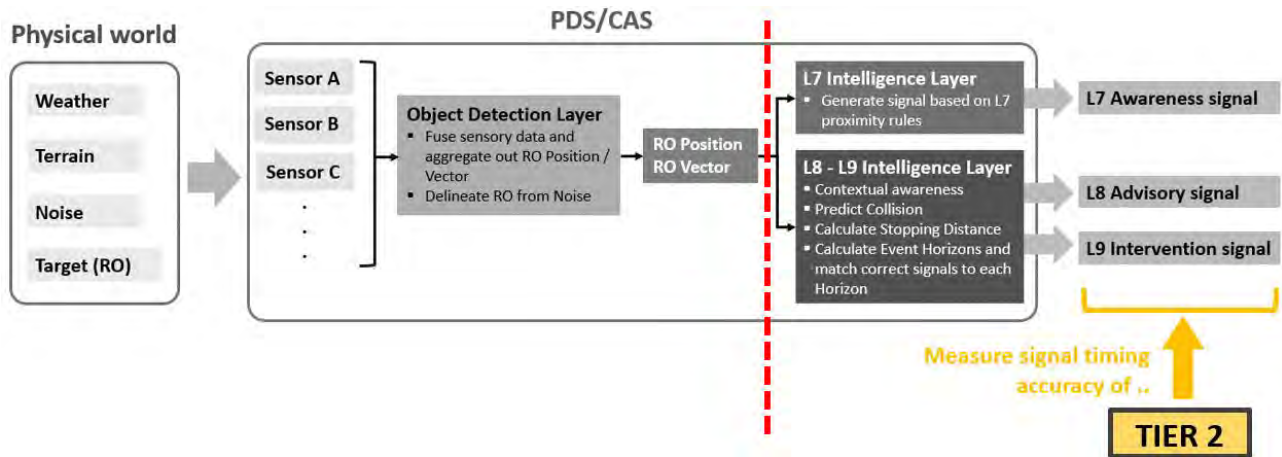 PDS/CAS
Physical world
Weather
Terrain
Noise
Target (RO)
Sensor A
Sensor B
Sensor C
.
.
.
Object Detection Layer
▪ Fuse sensory data and
aggregate out RO Position /
Vector
▪ Delineate RO from Noise
RO Position
RO Vector
L7 Intelligence Layer
▪ Generate signal based on L7
proximity rules
L8 - L9 Intelligence Layer
▪ Contextual awareness
▪ Predict Collision
▪ Calculate Stopping Distance
▪ Calculate Event Horizons and
match correct signals to each
Horizon
L7 Awareness signal
L8 Advisory signal
L9 Intervention signal
Measure signal timing
accuracy of ..
TIER 2